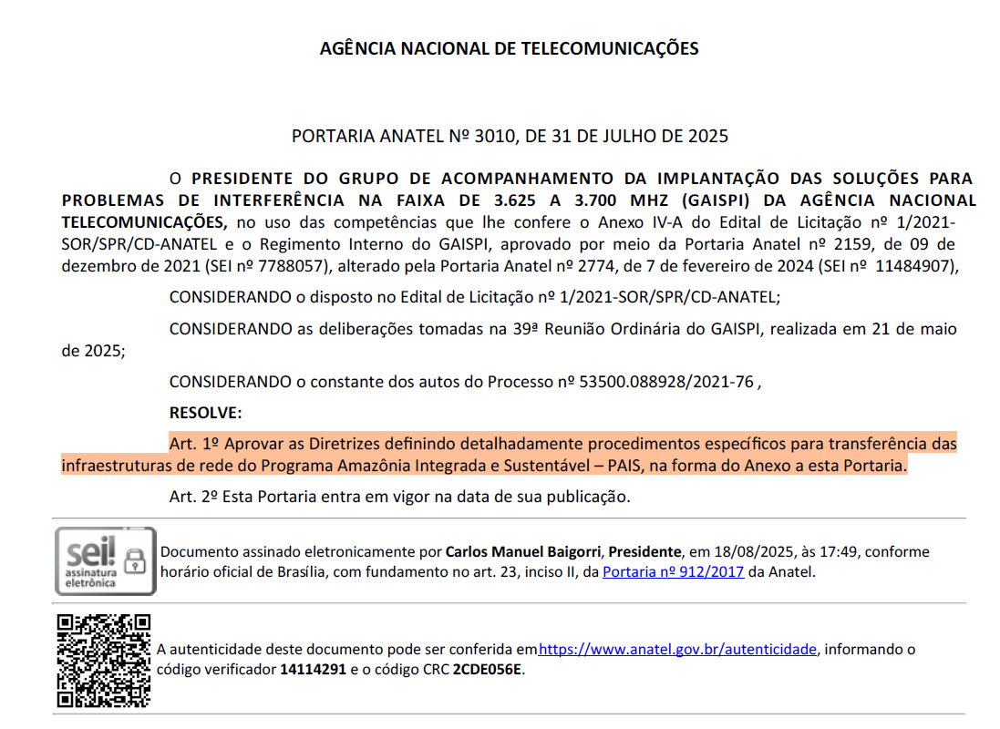 AGÊNCIA NACIONAL DE TELECOMUNICAÇÕES
PORTARIA ANATEL Nº 3010, DE 31 DE JULHO DE 2025
O PRESIDENTE DO GRUPO DE ACOMPANHAMENTO DA IMPLANTAÇÃO DAS SOLUÇÕES PARA
PROBLEMAS DE INTERFERÊNCIA NA FAIXA DE 3.625 A 3.700 MHZ (GAISPI) DA AGÊNCIA NACIONAL
TELECOMUNICAÇÕES, no uso das competências que lhe confere o Anexo IV-A do Edital de Licitação nº 1/2021-
SOR/SPR/CD-ANATEL e o Regimento Interno do GAISPI, aprovado por meio da Portaria Anatel nº 2159, de 09 de
dezembro de 2021 (SEI nº 7788057), alterado pela Portaria Anatel nº 2774, de 7 de fevereiro de 2024 (SEI nº 11484907),
CONSIDERANDO o disposto no Edital de Licitação nº 1/2021-SOR/SPR/CD-ANATEL;
CONSIDERANDO as deliberações tomadas na 39ª Reunião Ordinária do GAISPI, realizada em 21 de maio
de 2025;
CONSIDERANDO o constante dos autos do Processo nº 53500.088928/2021-76 ,
RESOLVE:
Art. 1º Aprovar as Diretrizes definindo detalhadamente procedimentos específicos para transferência das
infraestruturas de rede do Programa Amazônia Integrada e Sustentável – PAIS, na forma do Anexo a esta Portaria.
Art. 2º Esta Portaria entra em vigor na data de sua publicação.
sei!
assinatura
eletrônica
Documento assinado eletronicamente por Carlos Manuel Baigorri, Presidente, em 18/08/2025, às 17:49, conforme
horário oficial de Brasília, com fundamento no art. 23, inciso II, da Portaria nº 912/2017 da Anatel.
A autenticidade deste documento pode ser conferida em https://www.anatel.gov.br/autenticidade, informando o
código verificador 14114291 e o código CRC 2CDE056E.